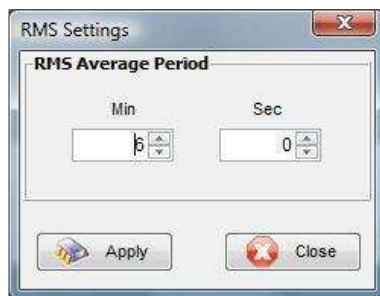 RMS Settings
RMS Average Period
Min Sec
6 0
Apply Close